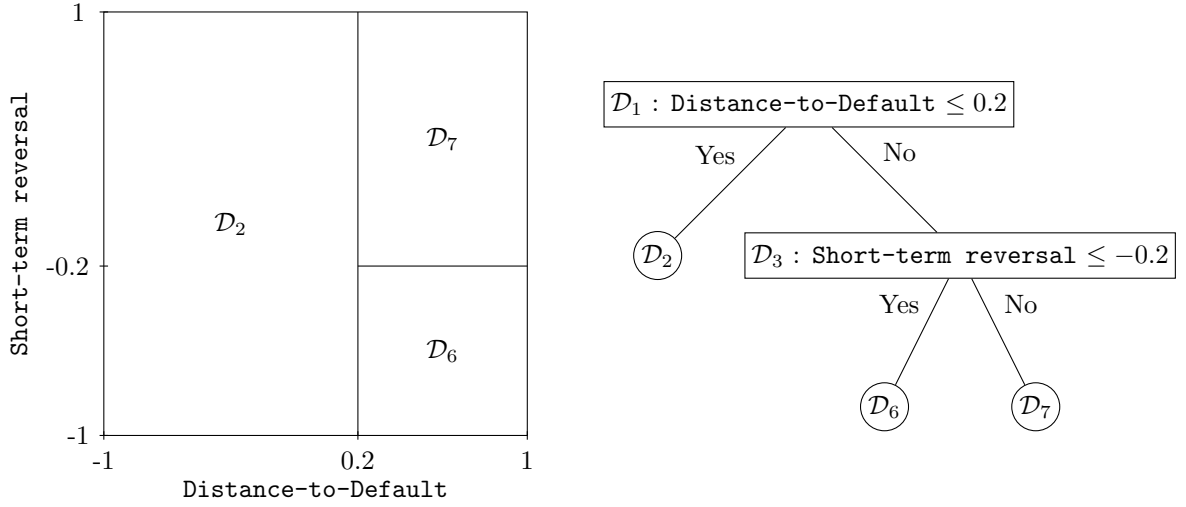 1
Short-term reversal
𝒟₇
𝒟₂
-0.2
𝒟₆
-1
-1
0.2
1
Distance-to-Default
𝒟₁ : Distance-to-Default ≤ 0.2
Yes
No
𝒟₂
𝒟₃ : Short-term reversal ≤ −0.2
Yes
No
𝒟₆
𝒟₇